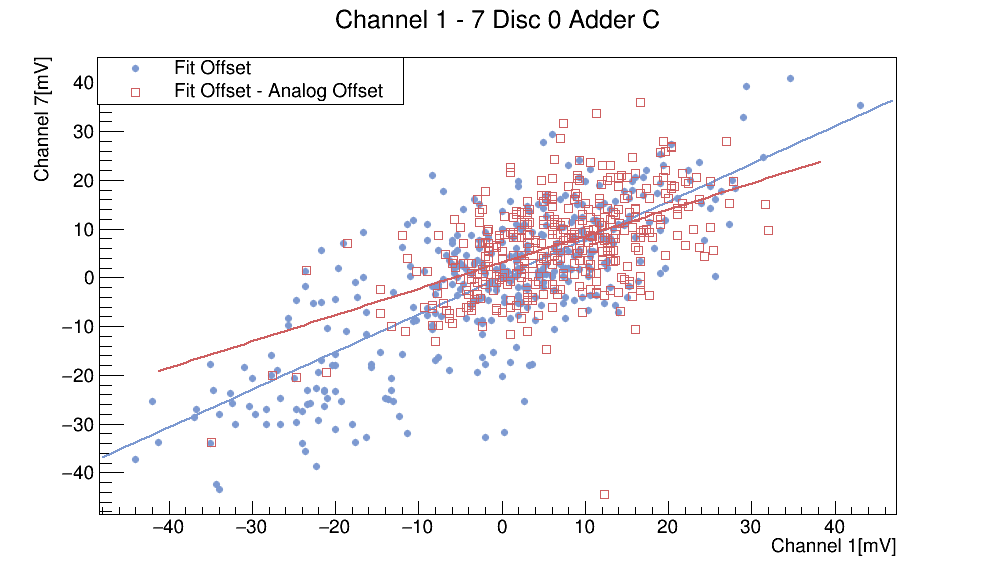 Channel 1 - 7 Disc 0 Adder C
Channel 7[mV]
Fit Offset
Fit Offset - Analog Offset
40
30
20
10
0
−10
−20
−30
−40
−40 −30 −20 −10 0 10 20 30 40
Channel 1[mV]